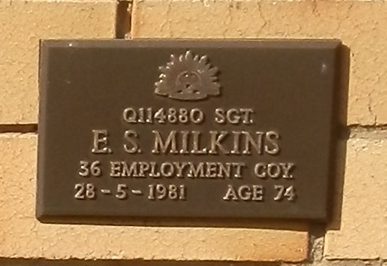 Q114880 SGT.
E. S. MILKINS
36 EMPLOYMENT COY.
28-5-1981 AGE 74